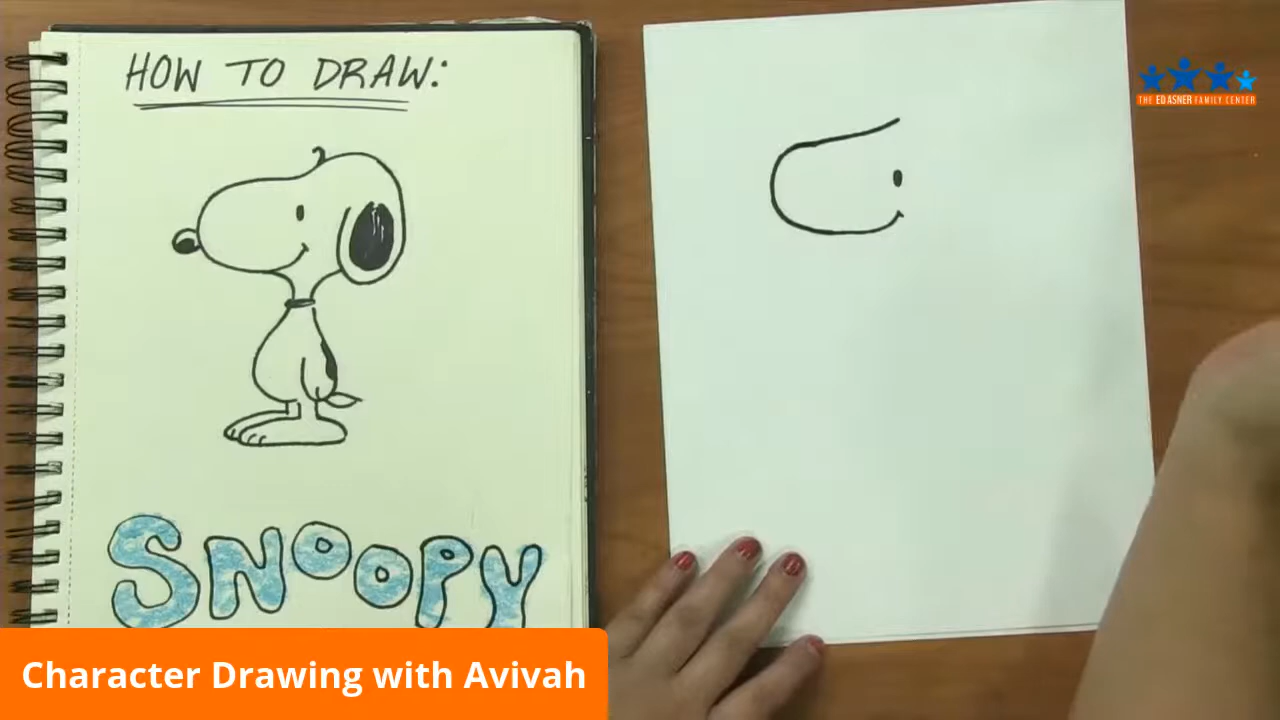 HOW TO DRAW:
SNOOPY
THE ED ASNER FAMILY CENTER
Character Drawing with Avivah